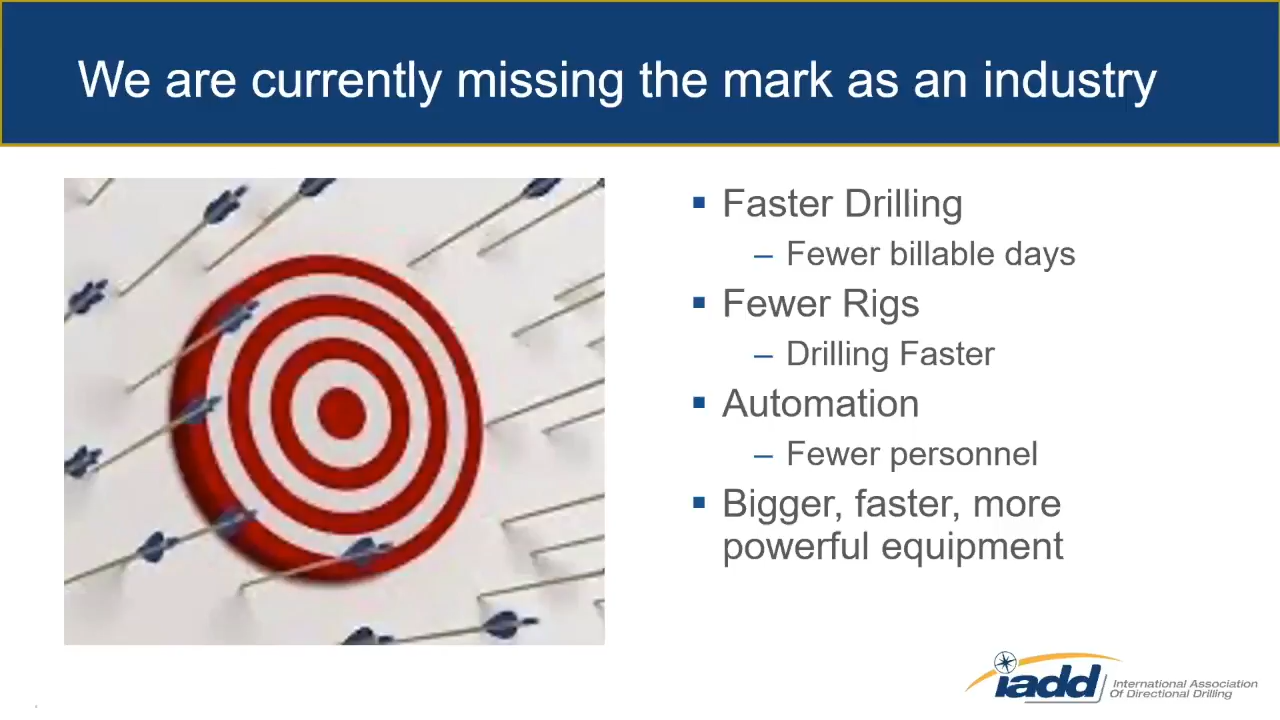 We are currently missing the mark as an industry
▪ Faster Drilling
– Fewer billable days
▪ Fewer Rigs
– Drilling Faster
▪ Automation
– Fewer personnel
▪ Bigger, faster, more
powerful equipment
iadd
International Association
Of Directional Drilling